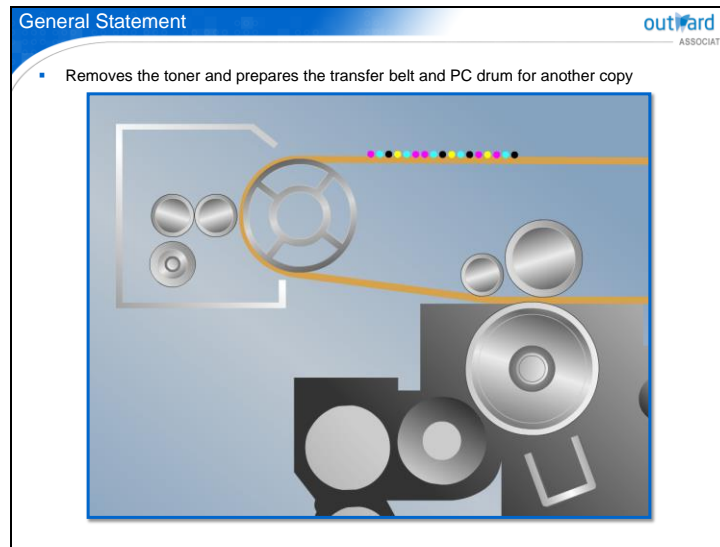 General Statement
outward
ASSOCIAT
▪ Removes the toner and prepares the transfer belt and PC drum for another copy